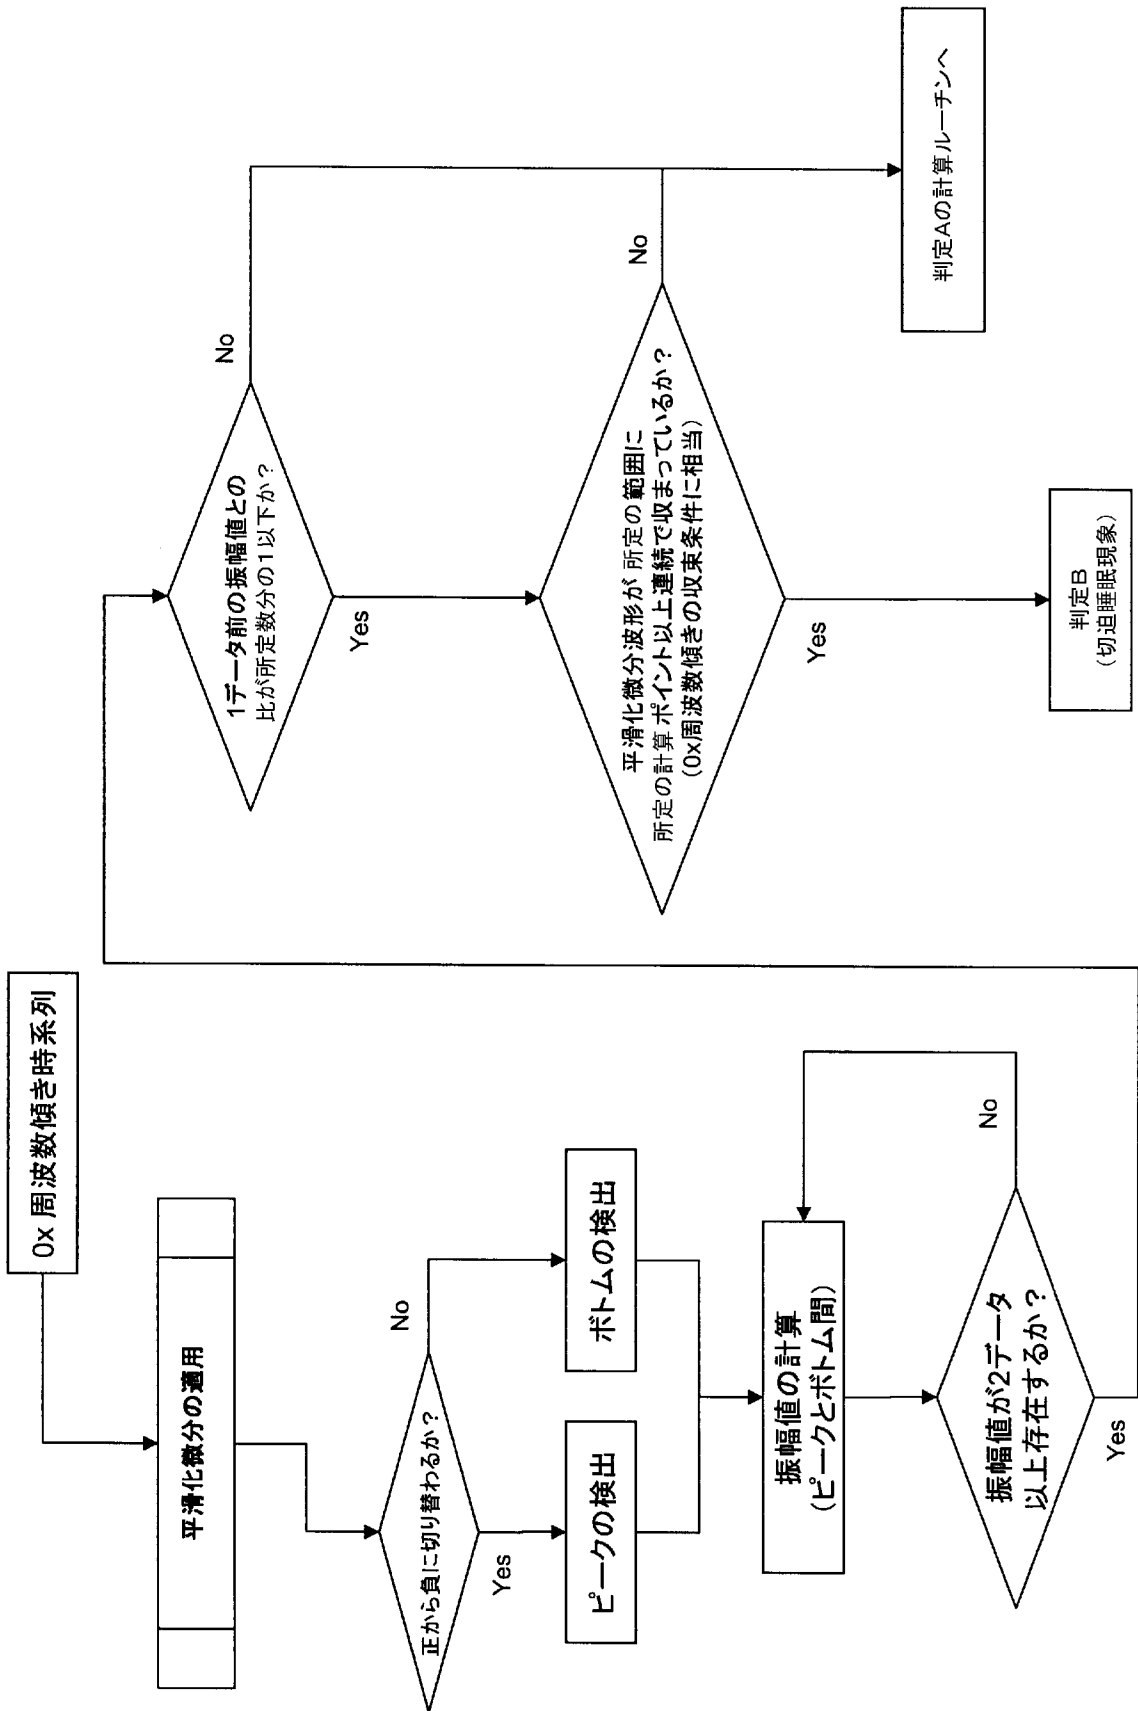 0x 周波数傾き時系列
平滑化微分の適用
正から負に切り替わるか？
No
Yes
ピークの検出
ボトムの検出
振幅値の計算
(ピークとボトム間)
振幅値が2データ
以上存在するか？
No
Yes
1データ前の振幅値との
比が所定数分の1以下か？
No
Yes
平滑化微分波形が 所定の範囲に
所定の計算ポイント以上連続で収まっているか？
(0x周波数傾きの収束条件に相当)
No
Yes
判定B
(切迫睡眠現象)
判定Aの計算ルーチンへ